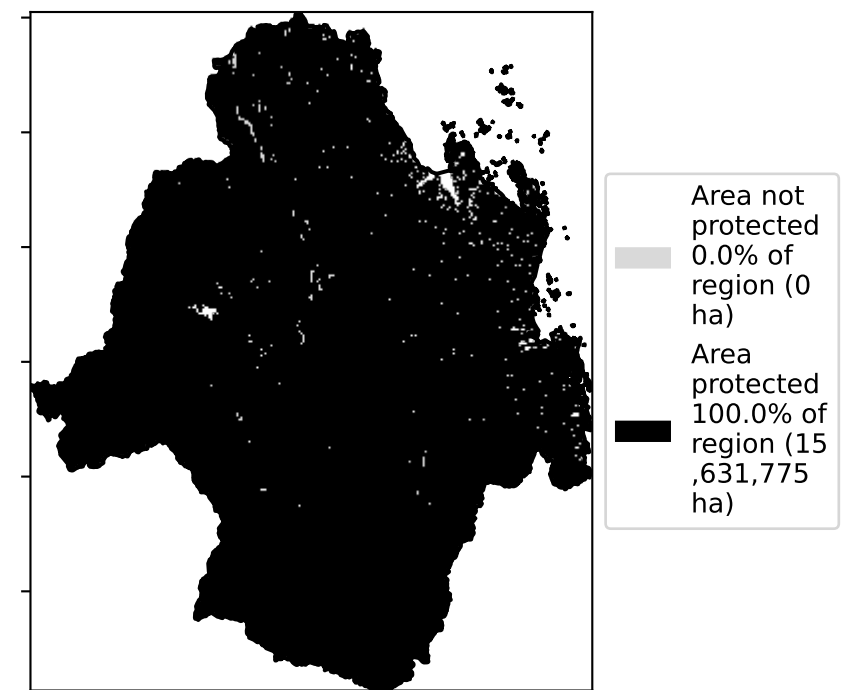 Area not
protected
0.0% of
region (0
ha)
Area
protected
100.0% of
region (15
,631,775
ha)